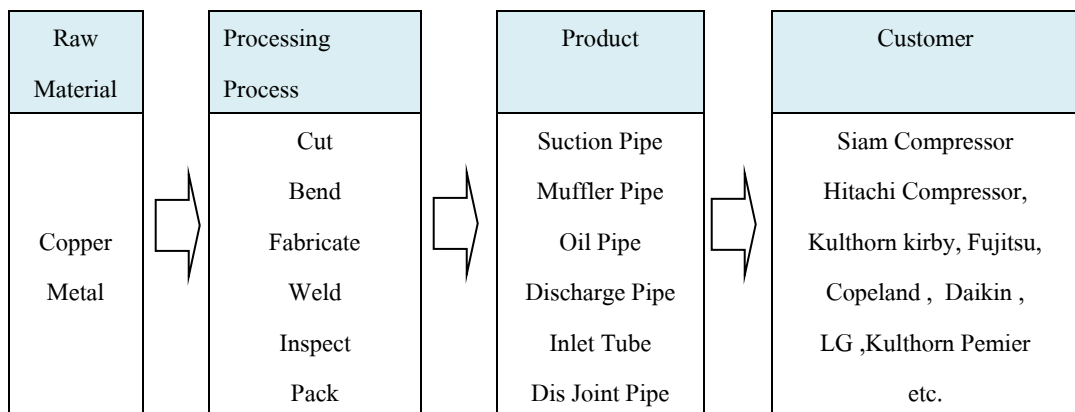 Raw
Material
Copper
Metal
Processing
Process
Cut
Bend
Fabricate
Weld
Inspect
Pack
Product
Suction Pipe
Muffler Pipe
Oil Pipe
Discharge Pipe
Inlet Tube
Dis Joint Pipe
Customer
Siam Compressor
Hitachi Compressor,
Kulthorn kirby, Fujitsu,
Copeland , Daikin ,
LG ,Kulthorn Pemier
etc.